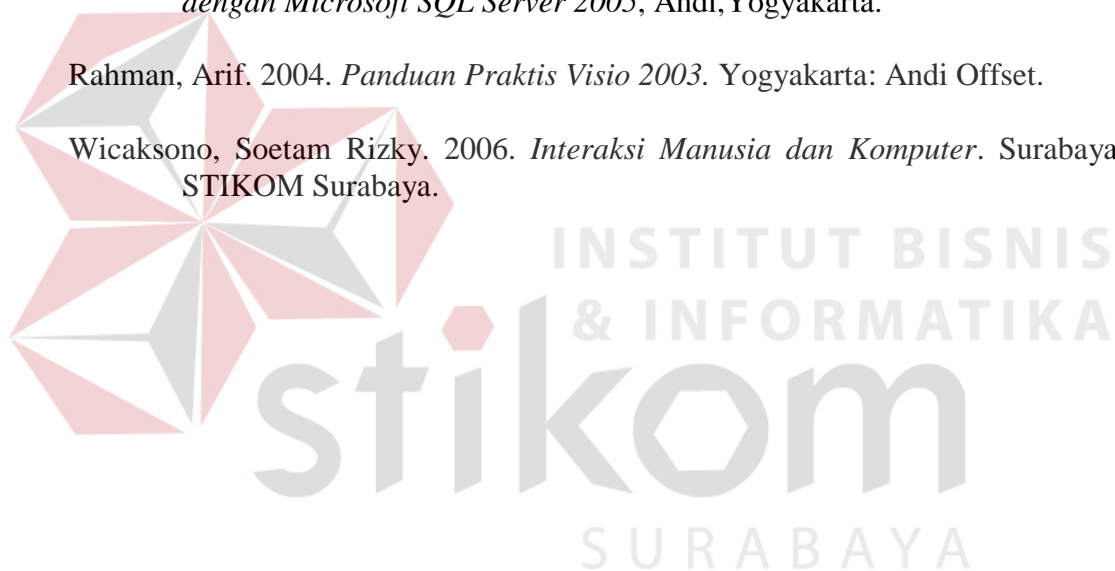 dengan Microsoft SQL Server 2005, Andi,Yogyakarta.
Rahman, Arif. 2004. Panduan Praktis Visio 2003. Yogyakarta: Andi Offset.
Wicaksono, Soetam Rizky. 2006. Interaksi Manusia dan Komputer. Surabaya
STIKOM Surabaya.
INSTITUT BISNIS
& INFORMATIKA
stikom
SURABAYA